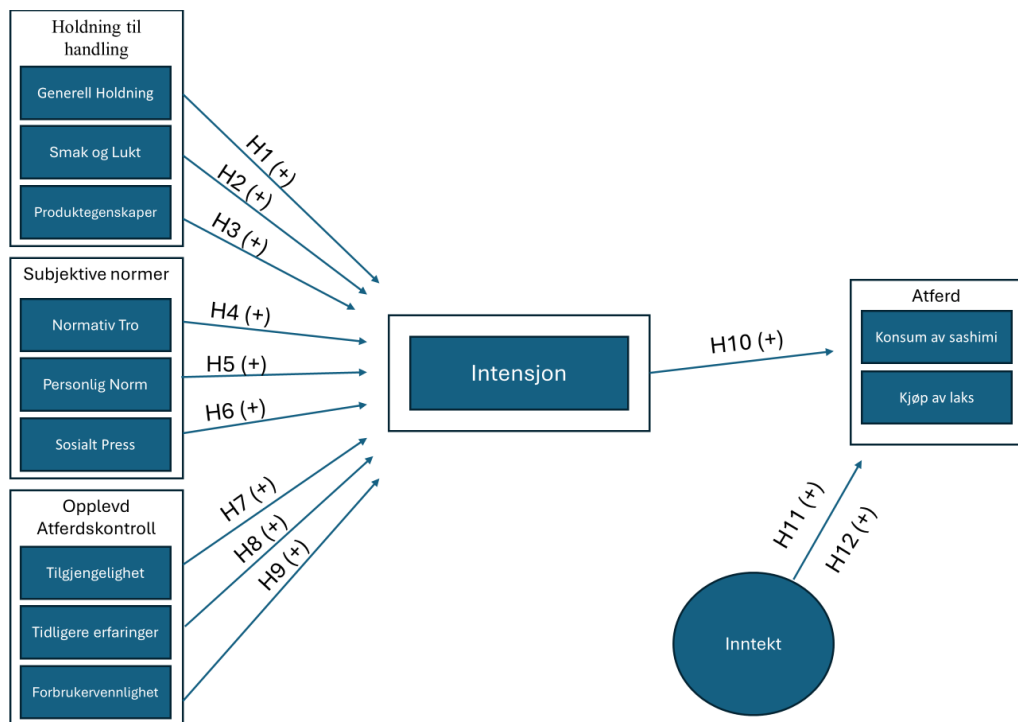 Holdning til
handling
Generell Holdning
Smak og Lukt
Produktegenskaper
H1 (+)
H2 (+)
H3 (+)
Subjektive normer
Normativ Tro
Personlig Norm
Sosialt Press
H4 (+)
H5 (+)
H6 (+)
Opplevd
Atferdskontroll
Tilgjengelighet
Tidligere erfaringer
Forbrukervennlighet
H7 (+)
H8 (+)
H9 (+)
Intensjon
H10 (+)
Atferd
Konsum av sashimi
Kjøp av laks
H11 (+)
H12 (+)
Inntekt